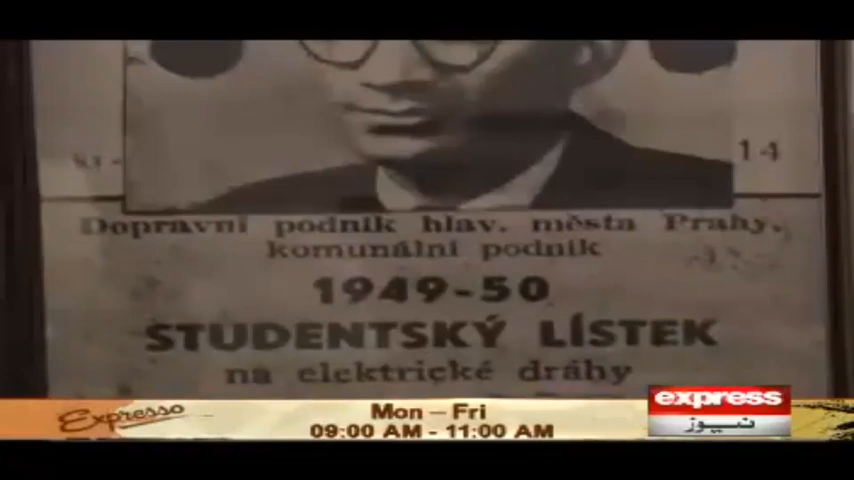 14
Dopravní podnik hlav. města Prahy,
komunální podnik
1949-50
STUDENTSKÝ LÍSTEK
na elektrické dráhy
Expresso
Mon – Fri
09:00 AM - 11:00 AM
express
نیوز